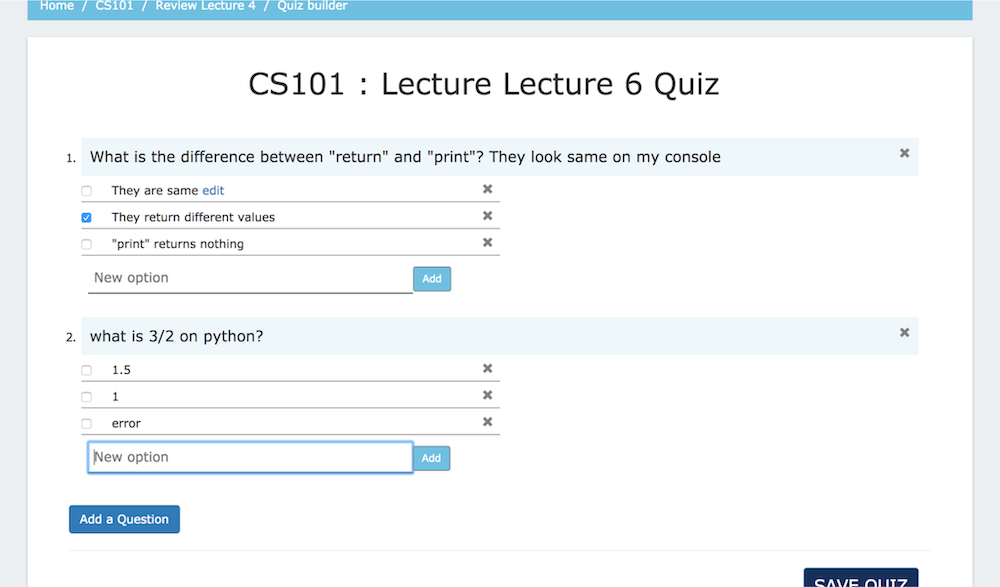 Home / CS101 / Review Lecture 4 / Quiz builder
CS101 : Lecture Lecture 6 Quiz
1. What is the difference between "return" and "print"? They look same on my console
They are same edit
They return different values
"print" returns nothing
New option Add
2. what is 3/2 on python?
1.5
1
error
New option Add
Add a Question
SAVE QUIZ